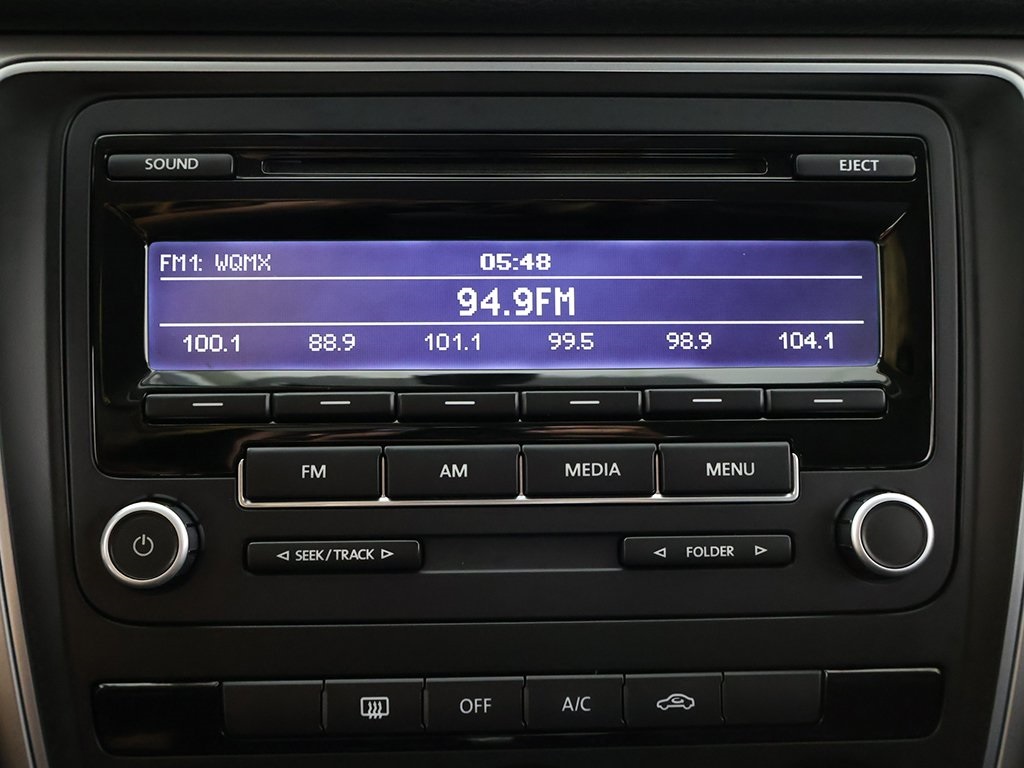 SOUND EJECT
FM1: WQMX 05:48
94.9FM
100.1 88.9 101.1 99.5 98.9 104.1
FM AM MEDIA MENU
SEEK/TRACK FOLDER
OFF A/C